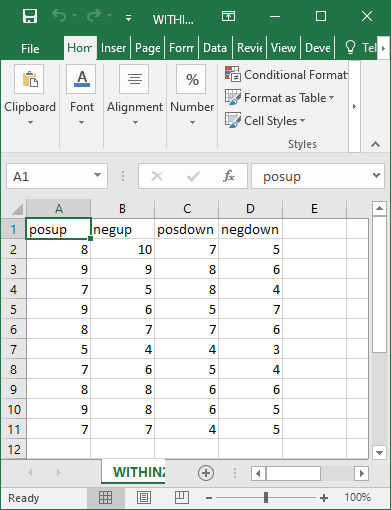 WITHI...
File Hom Inser Page Forn Data Revi Viev Deve Tel
Clipboard Font Alignment Number
%
Conditional Format
Format as Table
Cell Styles
Styles
A1 fx posup
A B C D E
1 posup negup posdown negdown
2 8 10 7 5
3 9 9 8 6
4 7 5 8 4
5 9 6 5 7
6 8 7 7 6
7 5 4 4 3
8 7 6 5 4
9 8 8 6 6
10 9 8 6 5
11 7 7 4 5
12
WITHIN2
Ready 100%